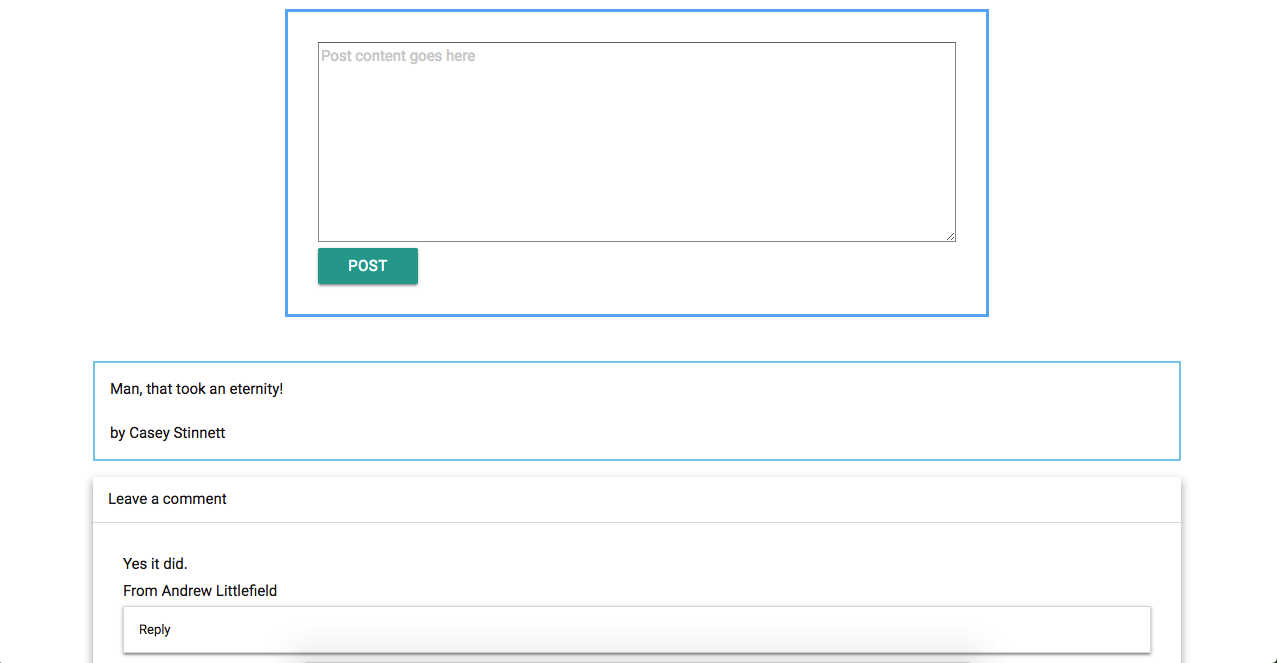 Post content goes here
POST
Man, that took an eternity!
by Casey Stinnett
Leave a comment
Yes it did.
From Andrew Littlefield
Reply